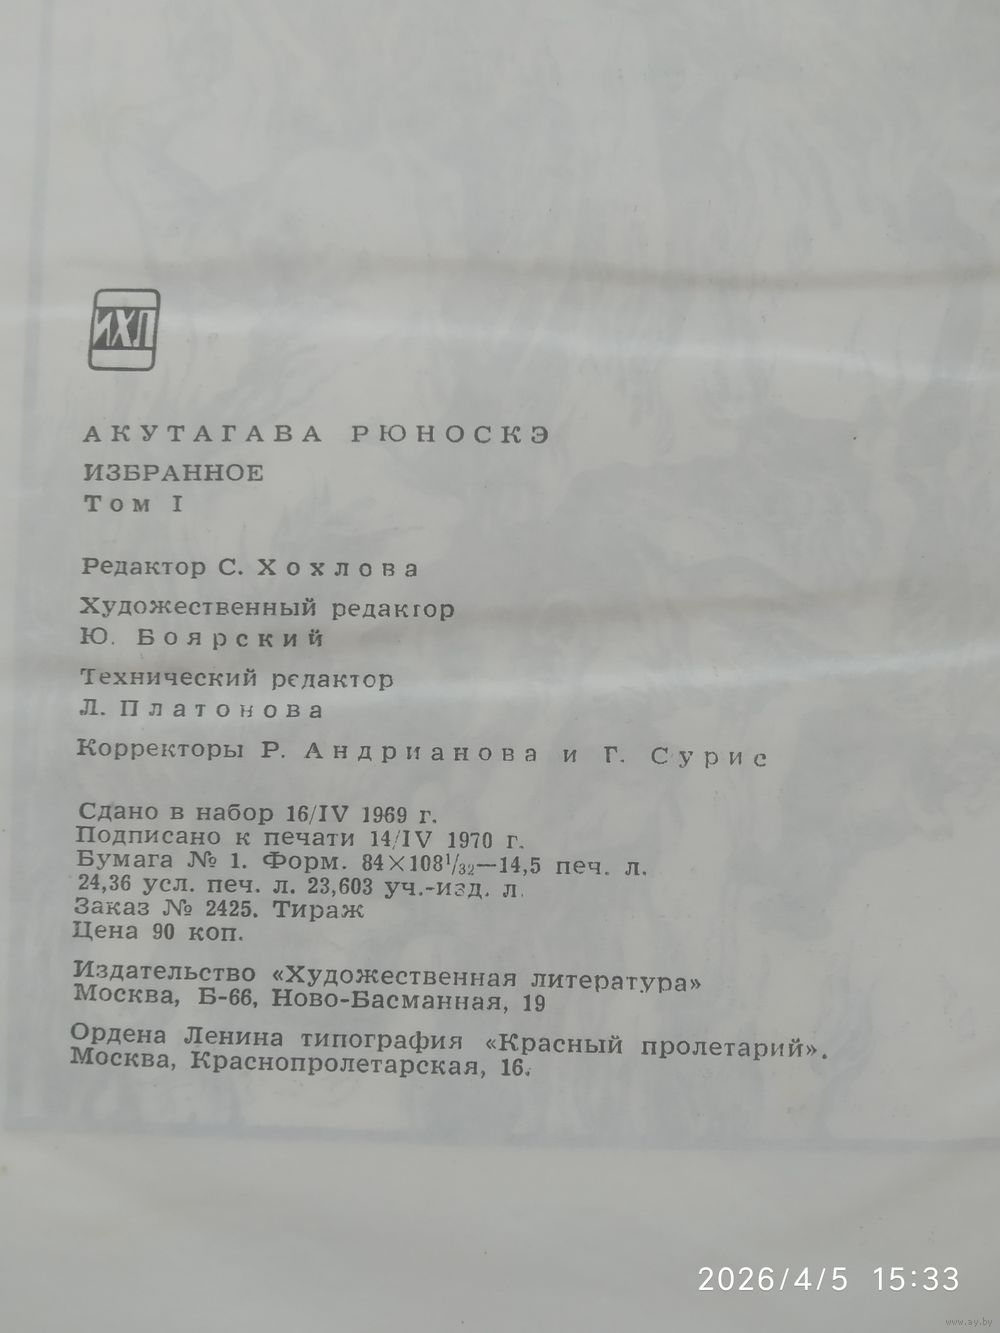 ИХЛ
АКУТАГАВА РЮНОСКЭ
ИЗБРАННОЕ
Том I
Редактор С. Хохлова
Художественный редактор
Ю. Боярский
Технический редактор
Л. Платонова
Корректоры Р. Андрианова и Г. Сурис
Сдано в набор 16/IV 1969 г.
Подписано к печати 14/IV 1970 г.
Бумага № 1. Форм. 84×108¹/₃₂—14,5 печ. л.
24,36 усл. печ. л. 23,603 уч.-изд. л.
Заказ № 2425. Тираж
Цена 90 коп.
Издательство «Художественная литература»
Москва, Б-66, Ново-Басманная, 19
Ордена Ленина типография «Красный пролетарий».
Москва, Краснопролетарская, 16.
2026/4/5 15:33
www.ay.by